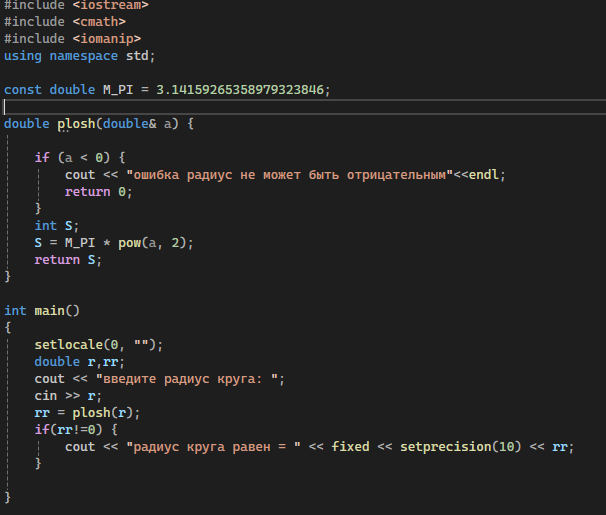 #include <iostream>
#include <cmath>
#include <iomanip>
using namespace std;
const double M_PI = 3.14159265358979323846;
double plosh(double& a) {
if (a < 0) {
cout << "ошибка радиус не может быть отрицательным"<<endl;
return 0;
}
int S;
S = M_PI * pow(a, 2);
return S;
}
int main()
{
setlocale(0, "");
double r,rr;
cout << "введите радиус круга: ";
cin >> r;
rr = plosh(r);
if(rr!=0) {
cout << "радиус круга равен = " << fixed << setprecision(10) << rr;
}
}